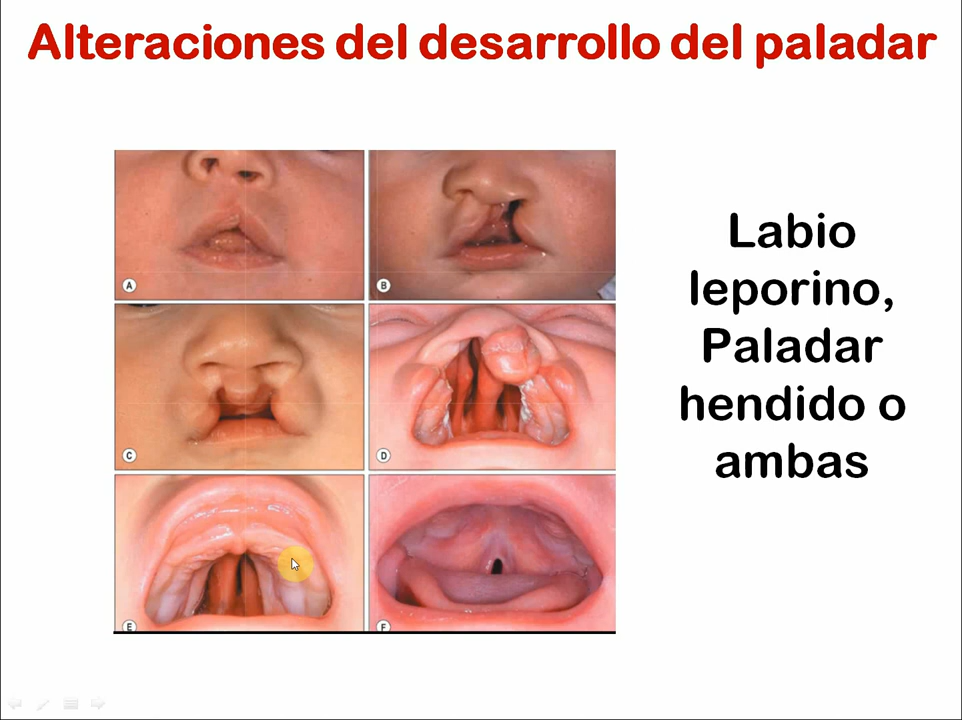 Alteraciones del desarrollo del paladar
Labio
leporino,
Paladar
hendido o
ambas
A
B
C
D
E
F